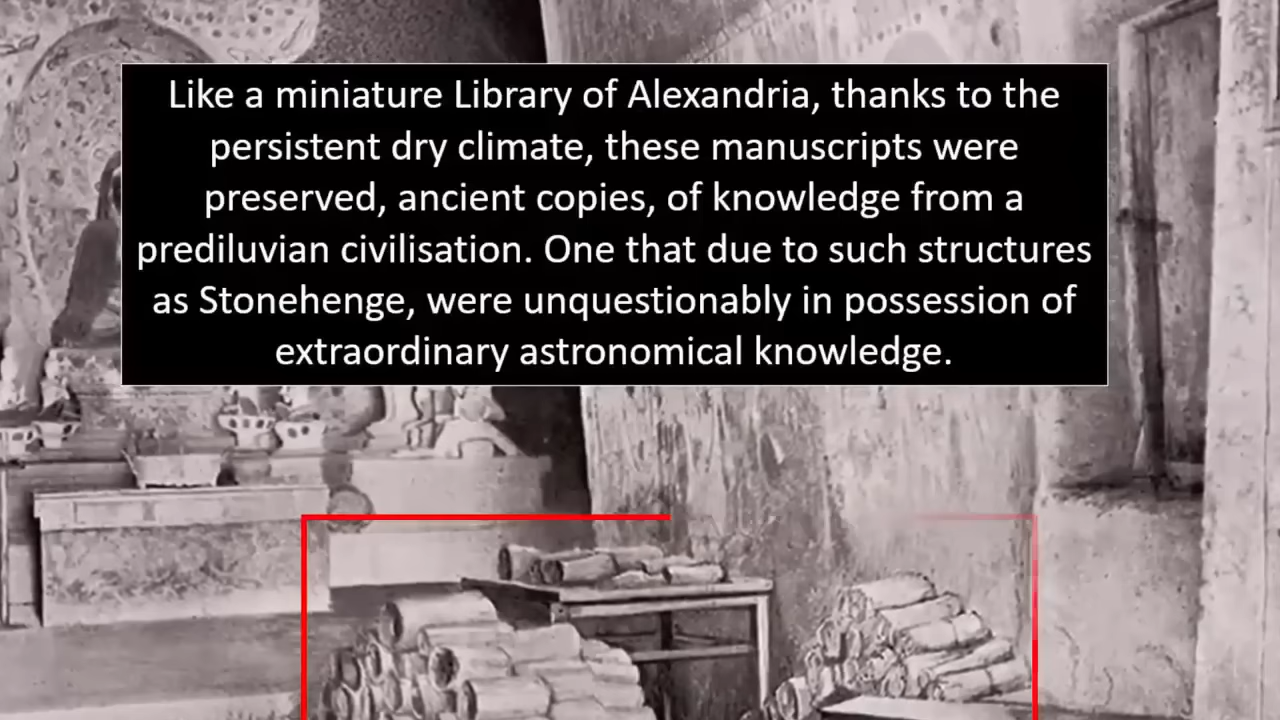 Like a miniature Library of Alexandria, thanks to the
persistent dry climate, these manuscripts were
preserved, ancient copies, of knowledge from a
prediluvian civilisation. One that due to such structures
as Stonehenge, were unquestionably in possession of
extraordinary astronomical knowledge.